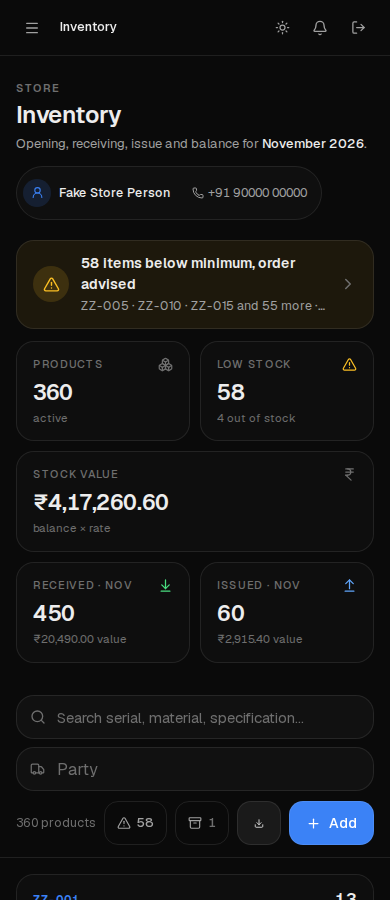 Inventory
STORE
Inventory
Opening, receiving, issue and balance for November 2026.
Fake Store Person +91 90000 00000
58 items below minimum, order
advised
ZZ-005 · ZZ-010 · ZZ-015 and 55 more ·...
PRODUCTS
360
active
LOW STOCK
58
4 out of stock
STOCK VALUE ₹
₹4,17,260.60
balance × rate
RECEIVED · NOV
450
₹20,490.00 value
ISSUED · NOV
60
₹2,915.40 value
Search serial, material, specification...
Party
360 products 58 1 + Add
ZZ-001 13